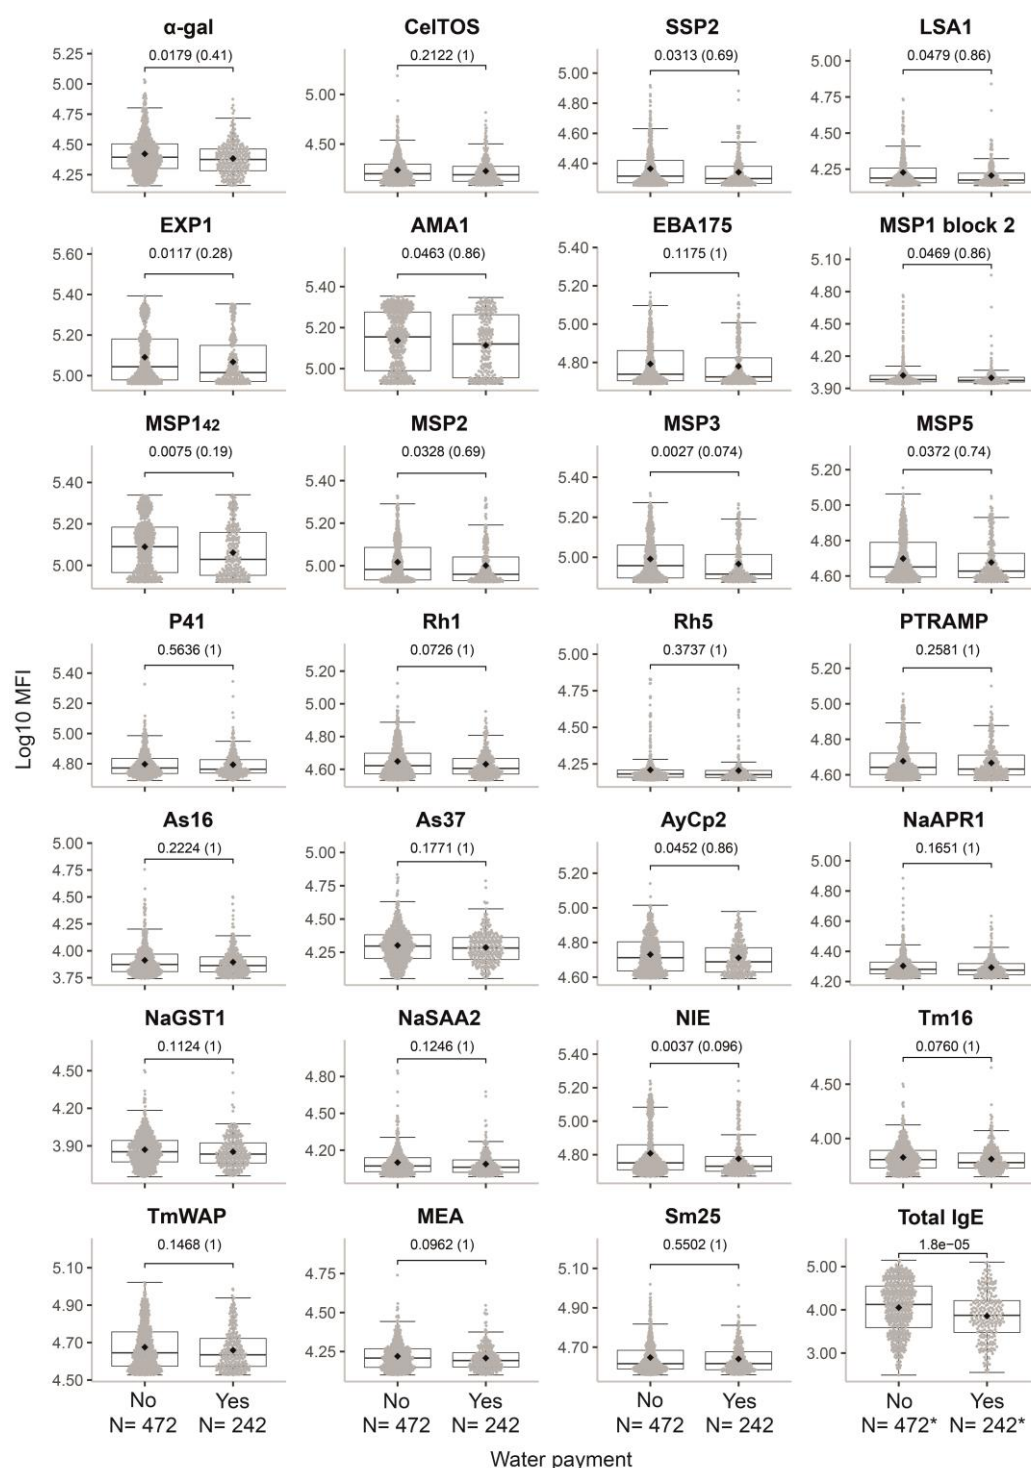 α-gal CelTOS SSP2 LSA1
0.0179 (0.41) 0.2122 (1) 0.0313 (0.69) 0.0479 (0.86)
5.25 5.00 4.75 4.50 4.25
5.00 4.50
5.00 4.80 4.60 4.40
5.00 4.75 4.50 4.25
EXP1 AMA1 EBA175 MSP1 block 2
0.0117 (0.28) 0.0463 (0.86) 0.1175 (1) 0.0469 (0.86)
5.60 5.40 5.20 5.00
5.40 5.20 5.00
5.40 5.20 5.00 4.80
5.10 4.80 4.50 4.20 3.90
MSP142 MSP2 MSP3 MSP5
0.0075 (0.19) 0.0328 (0.69) 0.0027 (0.074) 0.0372 (0.74)
5.40 5.20 5.00
5.40 5.20 5.00
5.40 5.20 5.00
5.20 5.00 4.80 4.60
P41 Rh1 Rh5 PTRAMP
0.5636 (1) 0.0726 (1) 0.3737 (1) 0.2581 (1)
5.40 5.20 5.00 4.80
5.20 5.00 4.80 4.60
5.00 4.75 4.50 4.25
5.20 5.00 4.80 4.60
Log10 MFI
As16 As37 AyCp2 NaAPR1
0.2224 (1) 0.1771 (1) 0.0452 (0.86) 0.1651 (1)
5.00 4.75 4.50 4.25 4.00 3.75
5.00 4.75 4.50 4.25
5.20 5.00 4.80 4.60
5.00 4.80 4.60 4.40 4.20
NaGST1 NaSAA2 NIE Tm16
0.1124 (1) 0.1246 (1) 0.0037 (0.096) 0.0760 (1)
4.50 4.20 3.90
4.80 4.50 4.20
5.40 5.20 5.00 4.80
4.50 4.00
TmWAP MEA Sm25 Total IgE
0.1468 (1) 0.0962 (1) 0.5502 (1) 1.8e−05
5.10 4.90 4.70 4.50
4.75 4.50 4.25
5.10 4.90 4.70
5.00 4.00 3.00
No Yes No Yes No Yes No Yes
N= 472 N= 242 N= 472 N= 242 N= 472 N= 242 N= 472* N= 242*
Water payment